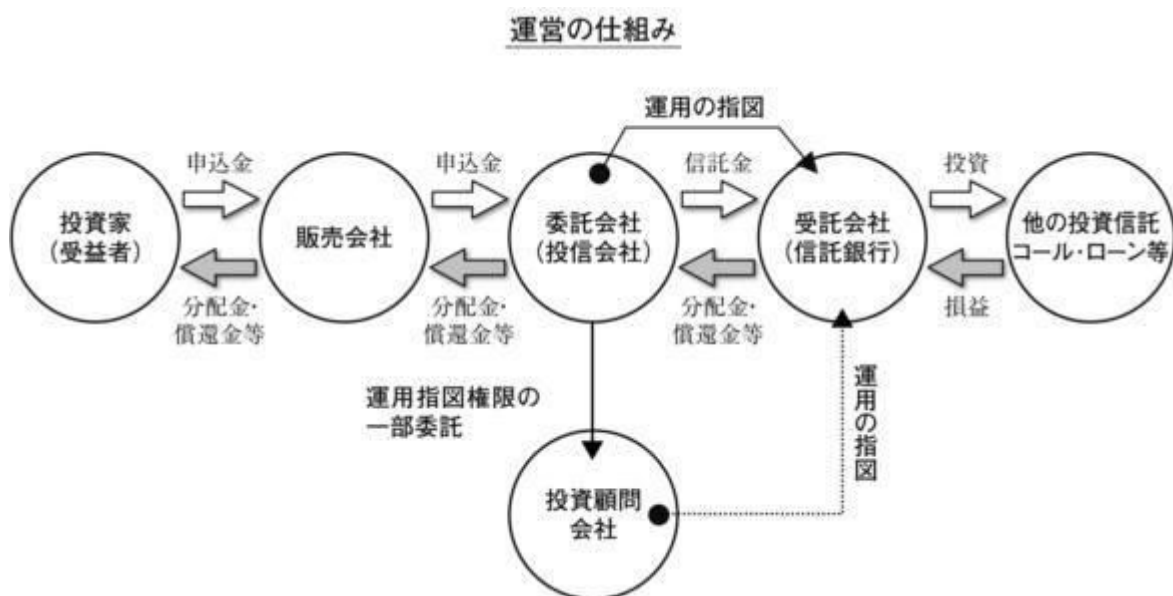 運営の仕組み
運用の指図
申込金
申込金
信託金
投資
投資家
(受益者)
販売会社
委託会社
(投信会社)
受託会社
(信託銀行)
他の投資信託
コール・ローン等
分配金・
償還金等
分配金・
償還金等
分配金・
償還金等
損益
運用指図権限の
一部委託
運用の指図
投資顧問
会社